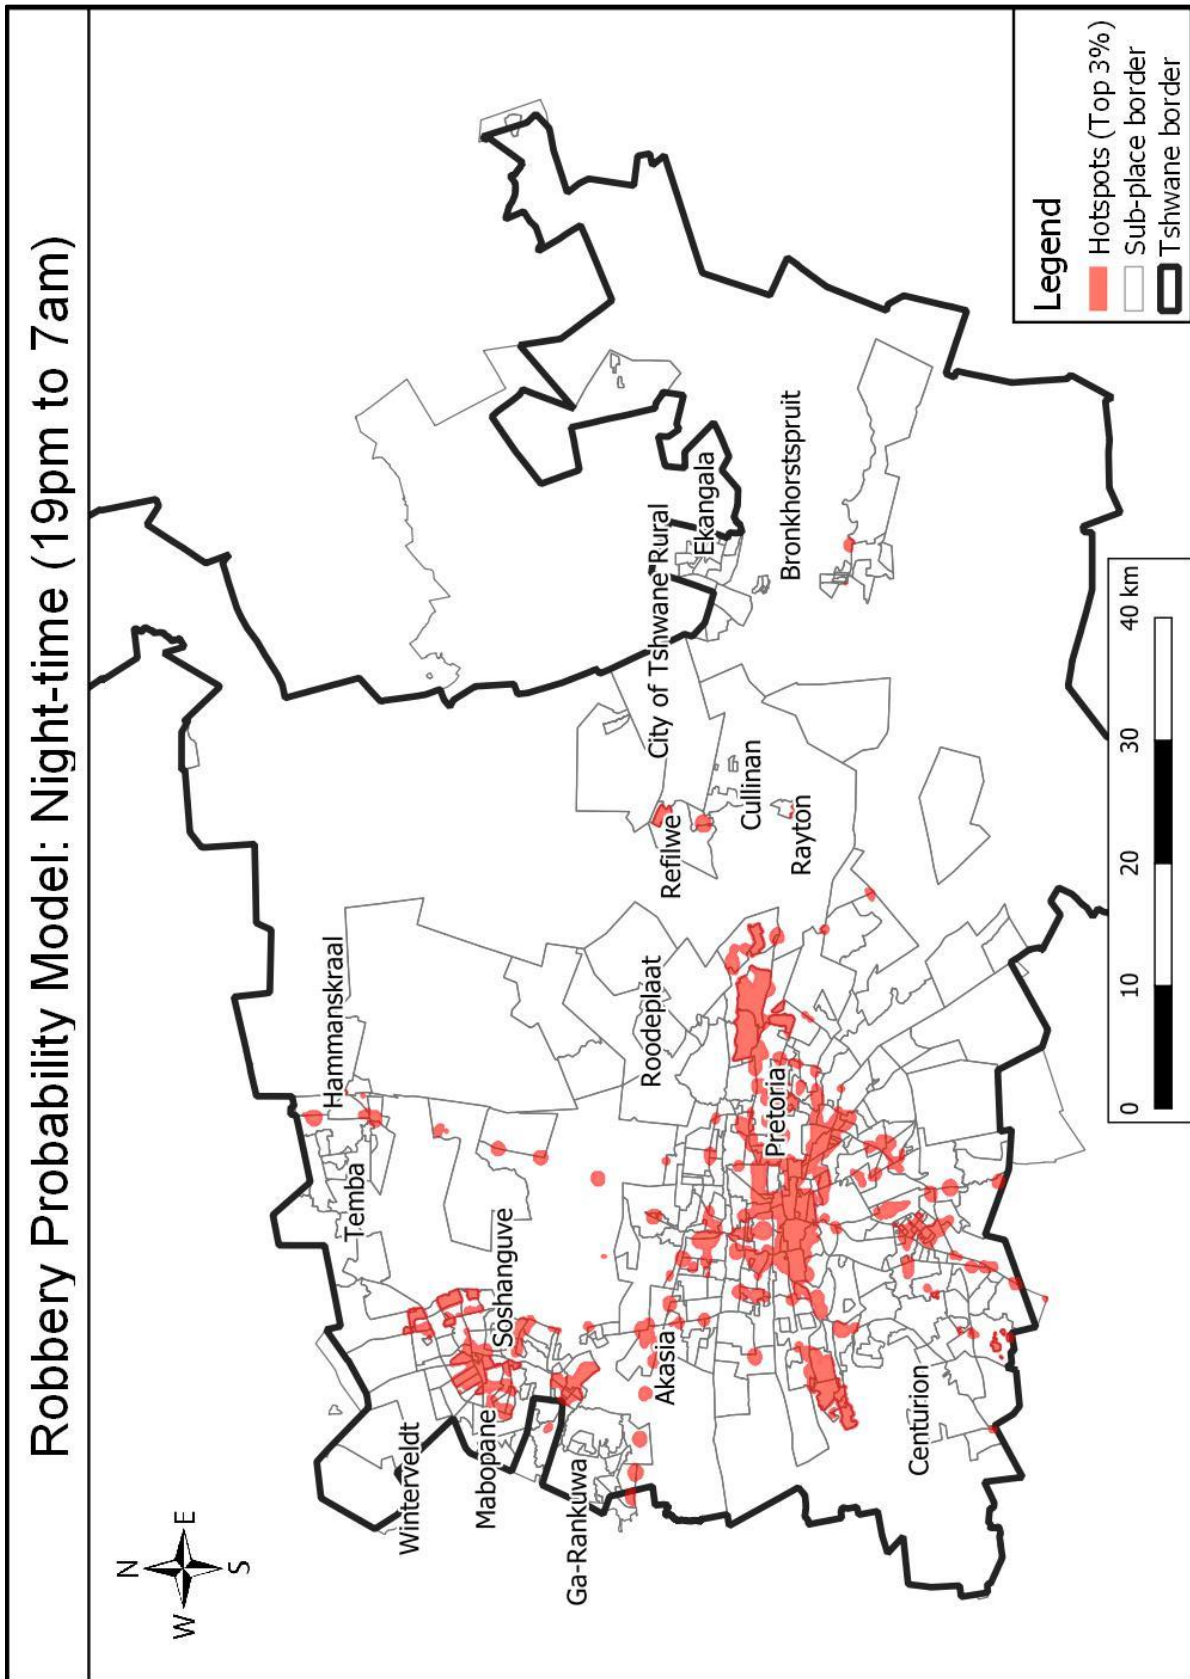 Robbery Probability Model: Night-time (19pm to 7am)
N
W
E
S
Winterveldt
Temba
Hammanskraal
Mabopane
Soshanguve
Ga-Rankuwa
Akasia
Roodeplaat
Refilwe
City of Tshwane Rural
Ekangala
Cullinan
Pretoria
Rayton
Bronkhorstspruit
Centurion
0 10 20 30 40 km
Legend
Hotspots (Top 3%)
Sub-place border
Tshwane border